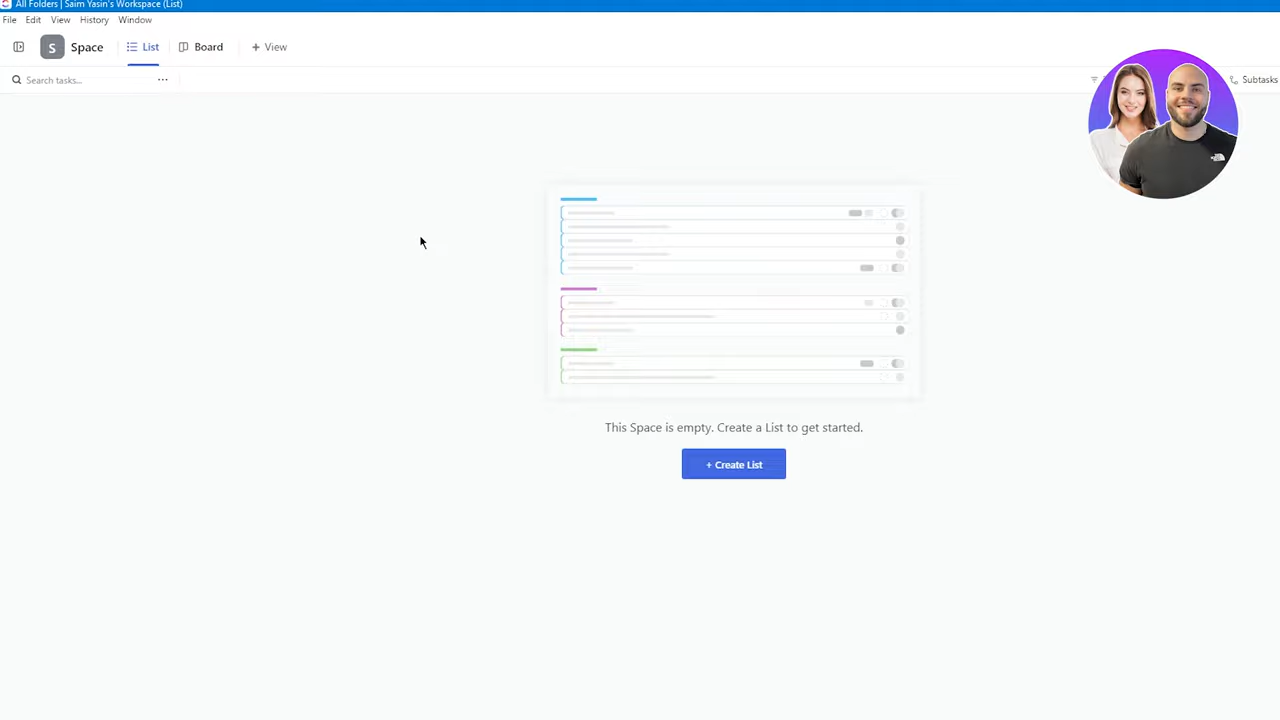 All Folders | Saim Yasin's Workspace (List)
File Edit View History Window
S Space List Board + View
Search tasks... ... Subtasks
This Space is empty. Create a List to get started.
+ Create List